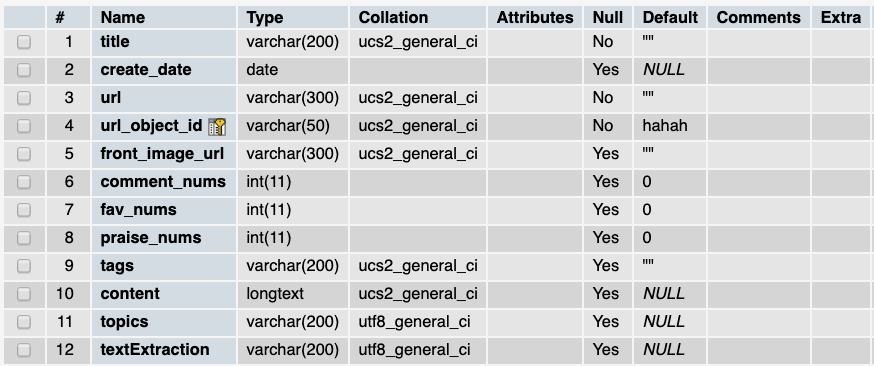 # Name Type Collation Attributes Null Default Comments Extra
1 title varchar(200) ucs2_general_ci No ""
2 create_date date Yes NULL
3 url varchar(300) ucs2_general_ci No ""
4 url_object_id varchar(50) ucs2_general_ci No hahah
5 front_image_url varchar(300) ucs2_general_ci Yes ""
6 comment_nums int(11) Yes 0
7 fav_nums int(11) Yes 0
8 praise_nums int(11) Yes 0
9 tags varchar(200) ucs2_general_ci Yes ""
10 content longtext ucs2_general_ci Yes NULL
11 topics varchar(200) utf8_general_ci Yes NULL
12 textExtraction varchar(200) utf8_general_ci Yes NULL